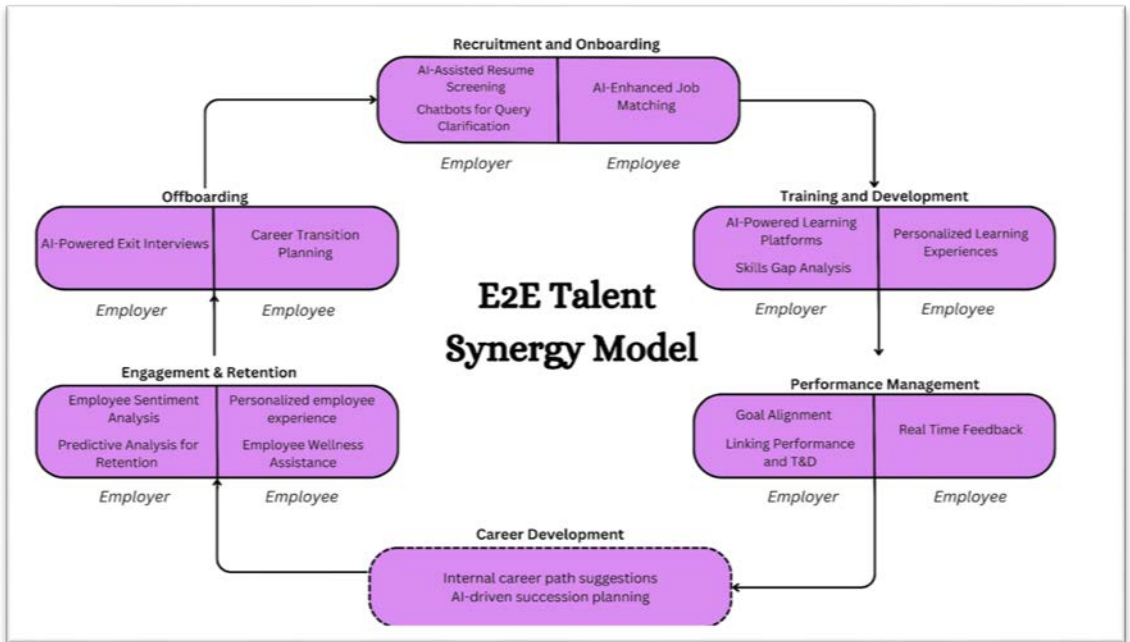 Recruitment and Onboarding
AI-Assisted Resume
Screening
Chatbots for Query
Clarification
AI-Enhanced Job
Matching
Employer
Employee
Training and Development
AI-Powered Learning
Platforms
Skills Gap Analysis
Personalized Learning
Experiences
Employer
Employee
Performance Management
Goal Alignment
Linking Performance
and T&D
Real Time Feedback
Employer
Employee
Career Development
Internal career path suggestions
AI-driven succession planning
Engagement & Retention
Employee Sentiment
Analysis
Predictive Analysis for
Retention
Personalized employee
experience
Employee Wellness
Assistance
Employer
Employee
Offboarding
AI-Powered Exit Interviews
Career Transition
Planning
Employer
Employee
E2E Talent
Synergy Model